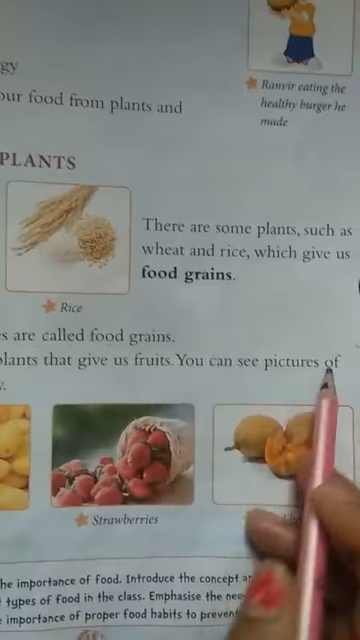 gy
our food from plants and
Ranvir eating the
healthy burger he
made
PLANTS
There are some plants, such as
wheat and rice, which give us
food grains.
Rice
s are called food grains.
plants that give us fruits. You can see pictures of
y.
Strawberries
he importance of food. Introduce the concept
types of food in the class. Emphasise the
importance of proper food habits to prevent